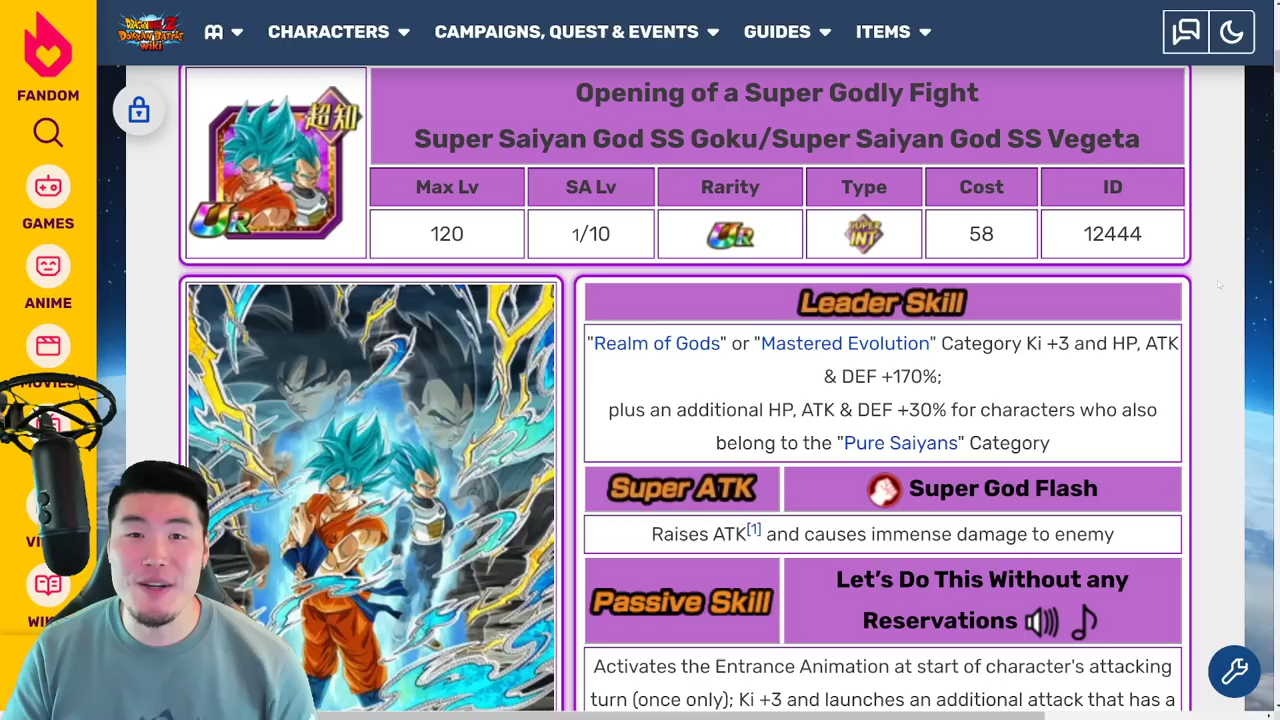 FANDOM
GAMES
ANIME
MOVIES
VI
WIK
DRAGON BALL Z
DOKKAN BATTLE
WIKI
CHARACTERS
CAMPAIGNS, QUEST & EVENTS
GUIDES
ITEMS
超知
UR
Opening of a Super Godly Fight
Super Saiyan God SS Goku/Super Saiyan God SS Vegeta
Max Lv SA Lv Rarity Type Cost ID
120 1/10 UR SUPER INT 58 12444
Leader Skill
"Realm of Gods" or "Mastered Evolution" Category Ki +3 and HP, ATK
& DEF +170%;
plus an additional HP, ATK & DEF +30% for characters who also
belong to the "Pure Saiyans" Category
Super ATK
Super God Flash
Raises ATK[1] and causes immense damage to enemy
Passive Skill
Let's Do This Without any
Reservations
Activates the Entrance Animation at start of character's attacking
turn (once only); Ki +3 and launches an additional attack that has a